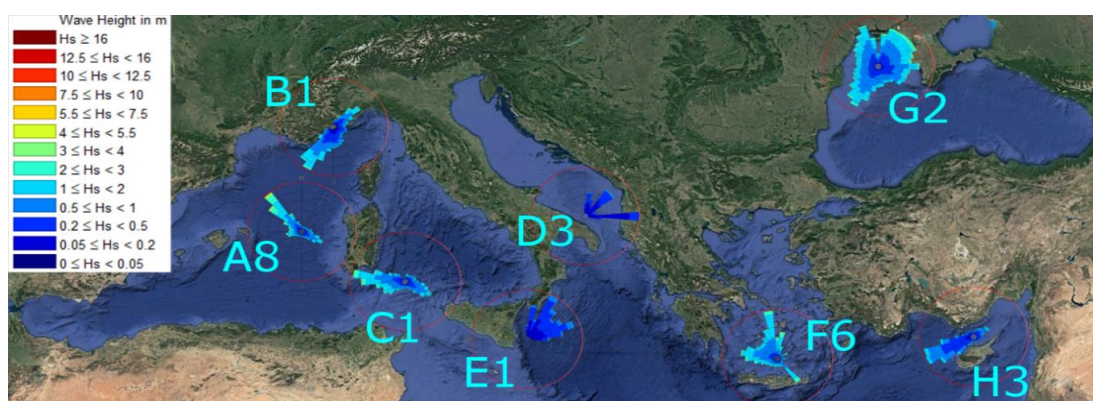 Wave Height in m
Hs ≥ 16
12.5 ≤ Hs < 16
10 ≤ Hs < 12.5
7.5 ≤ Hs < 10
5.5 ≤ Hs < 7.5
4 ≤ Hs < 5.5
3 ≤ Hs < 4
2 ≤ Hs < 3
1 ≤ Hs < 2
0.5 ≤ Hs < 1
0.2 ≤ Hs < 0.5
0.05 ≤ Hs < 0.2
0 ≤ Hs < 0.05
B1
G2
A8
D3
C1
E1
F6
H3